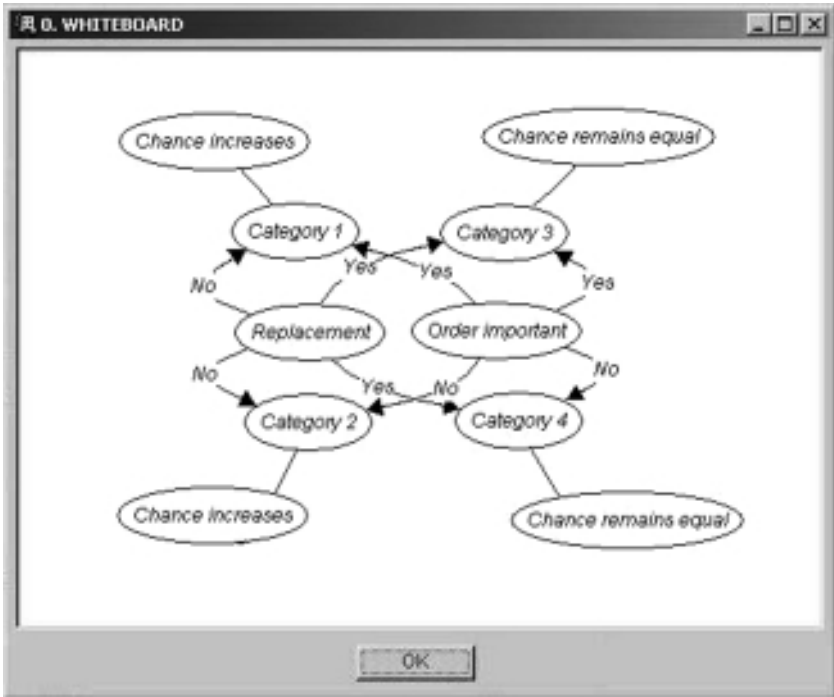 0. WHITEBOARD
Chance increases
Chance remains equal
Category 1
Category 3
Yes
Yes
No
Yes
Replacement
Order important
No
Yes
No
No
Category 2
Category 4
Chance increases
Chance remains equal
OK